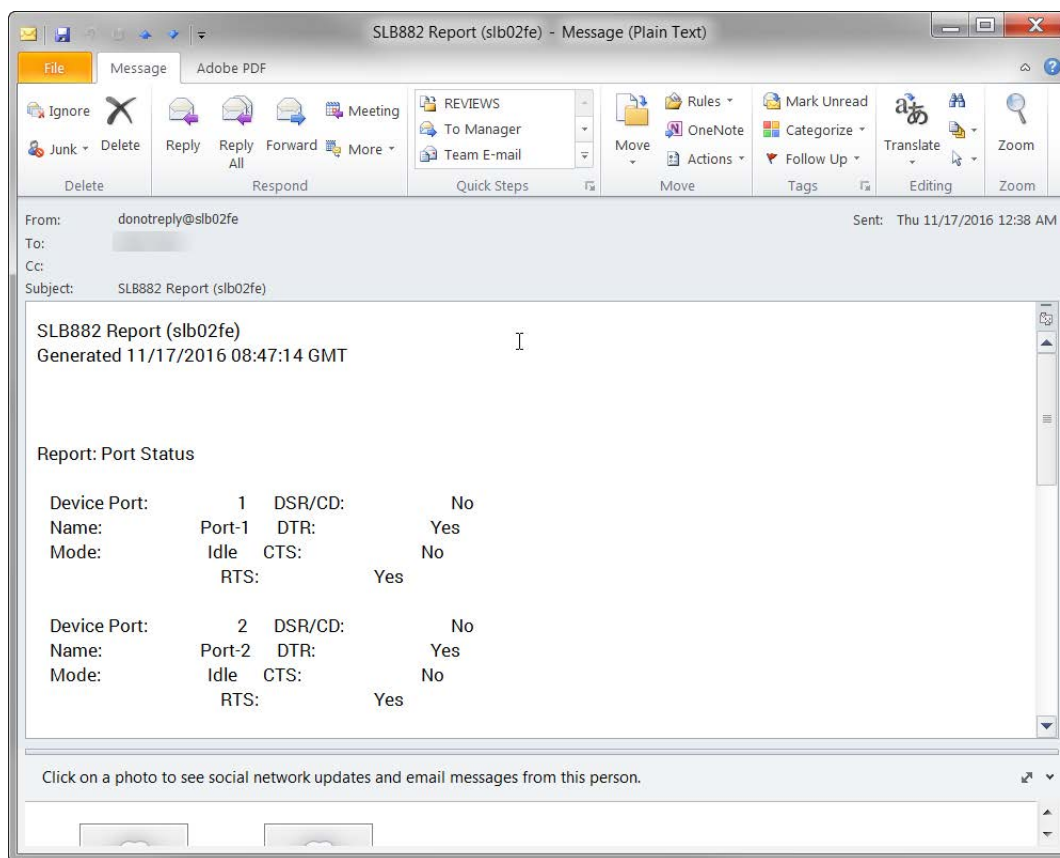 SLB882 Report (slb02fe) - Message (Plain Text)
File Message Adobe PDF
Ignore
Junk
Delete
Reply
Reply All
Forward
Meeting
More
REVIEWS
To Manager
Team E-mail
Move
Rules
OneNote
Actions
Mark Unread
Categorize
Follow Up
Translate
Zoom
Delete Respond Quick Steps Move Tags Editing Zoom
From: donotreply@slb02fe Sent: Thu 11/17/2016 12:38 AM
To:
Cc:
Subject: SLB882 Report (slb02fe)
SLB882 Report (slb02fe)
Generated 11/17/2016 08:47:14 GMT
Report: Port Status
Device Port: 1 DSR/CD: No
Name: Port-1 DTR: Yes
Mode: Idle CTS: No
RTS: Yes
Device Port: 2 DSR/CD: No
Name: Port-2 DTR: Yes
Mode: Idle CTS: No
RTS: Yes
Click on a photo to see social network updates and email messages from this person.